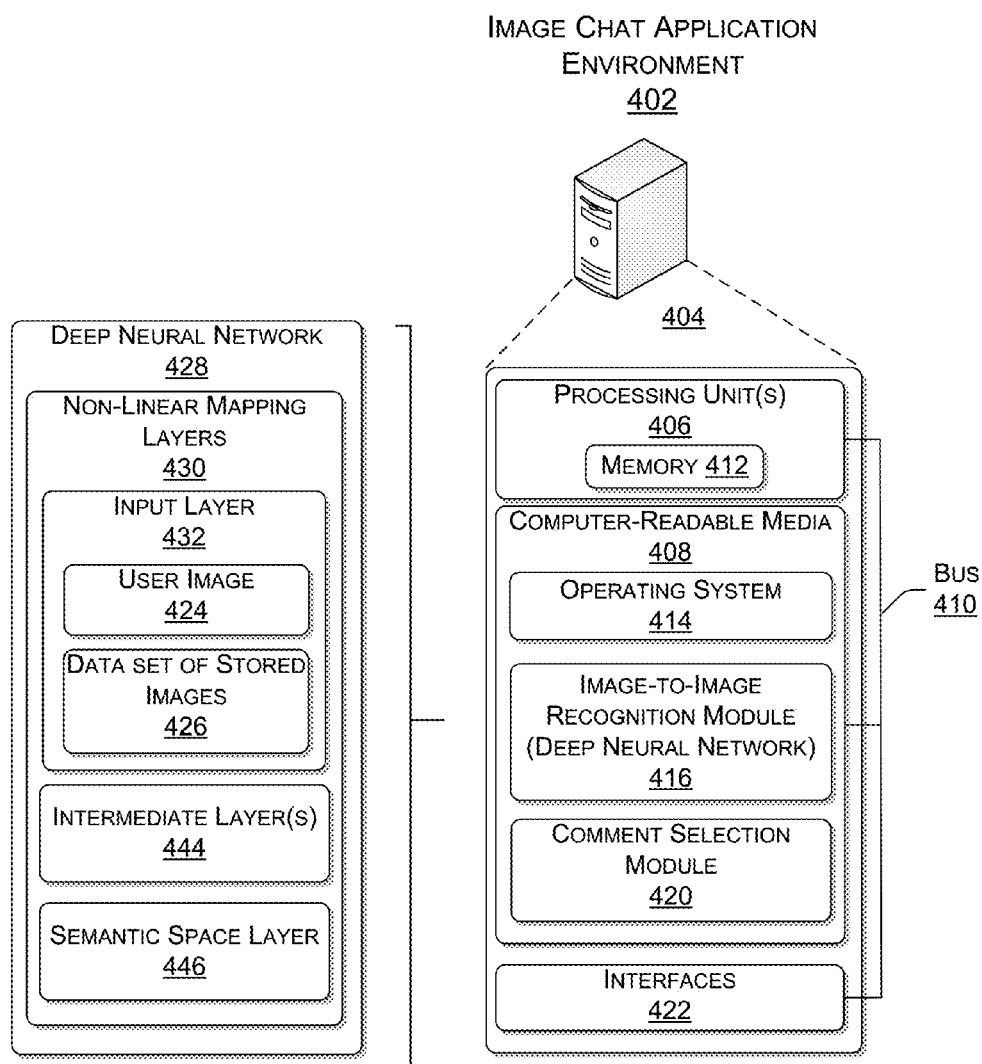 IMAGE CHAT APPLICATION
ENVIRONMENT
402
404
DEEP NEURAL NETWORK
428
NON-LINEAR MAPPING
LAYERS
430
INPUT LAYER
432
USER IMAGE
424
DATA SET OF STORED
IMAGES
426
INTERMEDIATE LAYER(S)
444
SEMANTIC SPACE LAYER
446
PROCESSING UNIT(S)
406
MEMORY 412
COMPUTER-READABLE MEDIA
408
OPERATING SYSTEM
414
IMAGE-TO-IMAGE
RECOGNITION MODULE
(DEEP NEURAL NETWORK)
416
COMMENT SELECTION
MODULE
420
INTERFACES
422
BUS
410